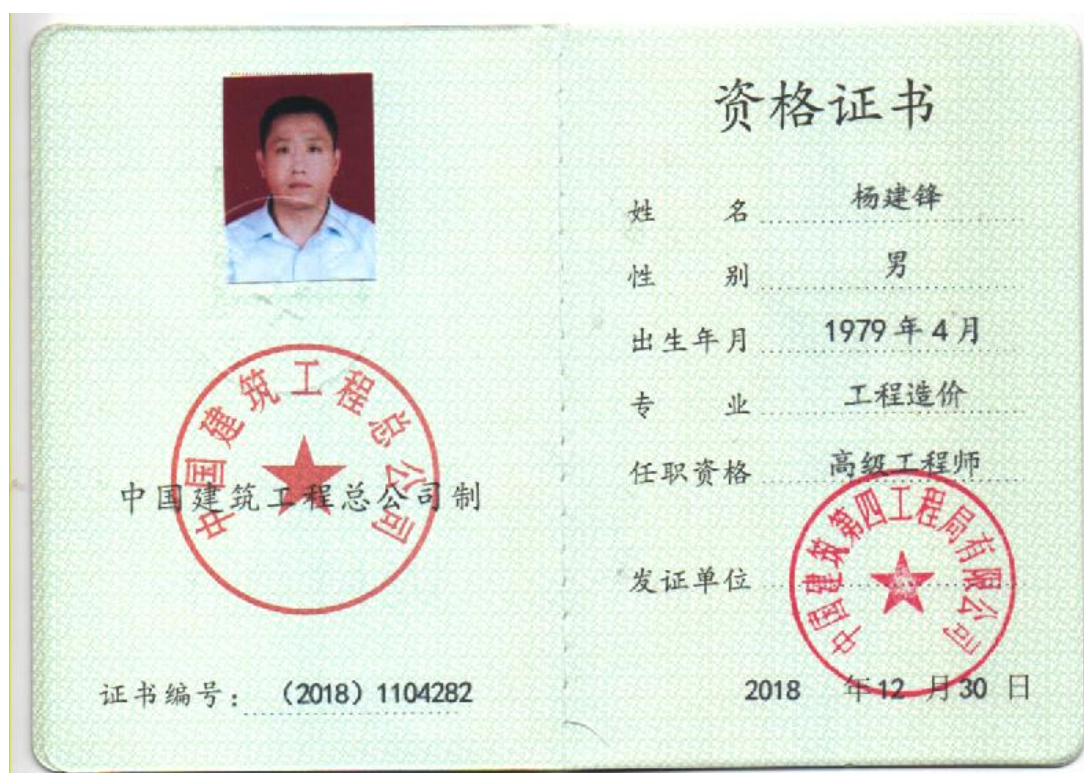 中国建筑工程总公司
中国建筑工程总公司制
证书编号： （2018）1104282
资格证书
姓 名 杨建锋
性 别 男
出生年月 1979年4月
专 业 工程造价
任职资格 高级工程师
发证单位
中国建筑第四工程局有限公司
2018 年12 月30 日